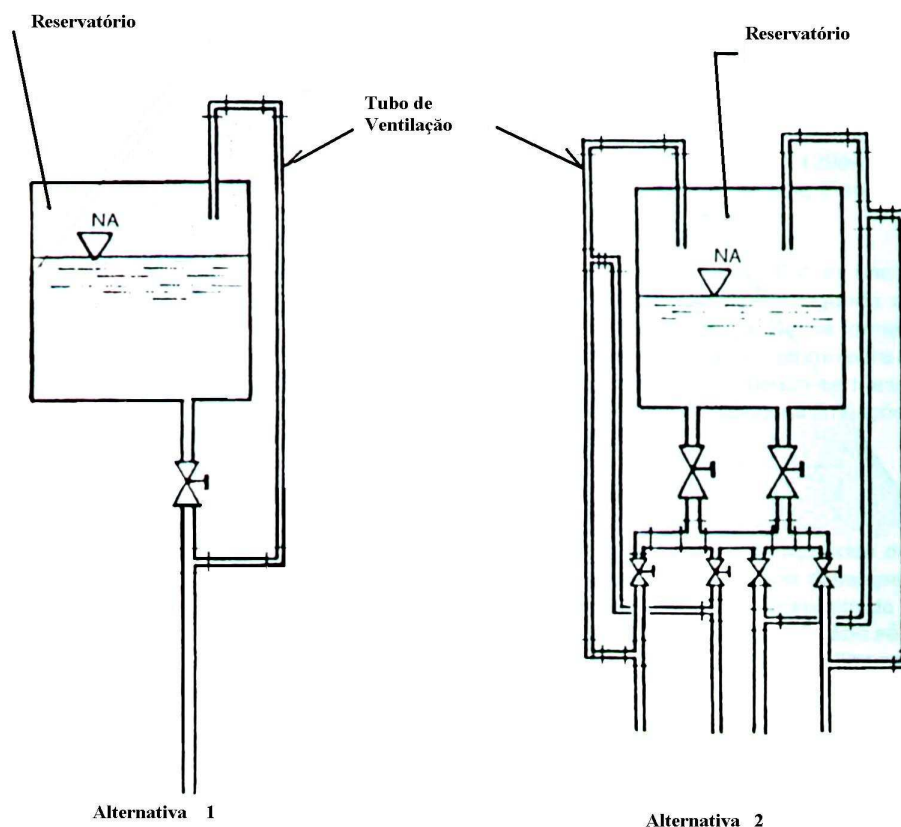 Reservatório
Reservatório
Tubo de
Ventilação
NA
NA
Alternativa 1
Alternativa 2